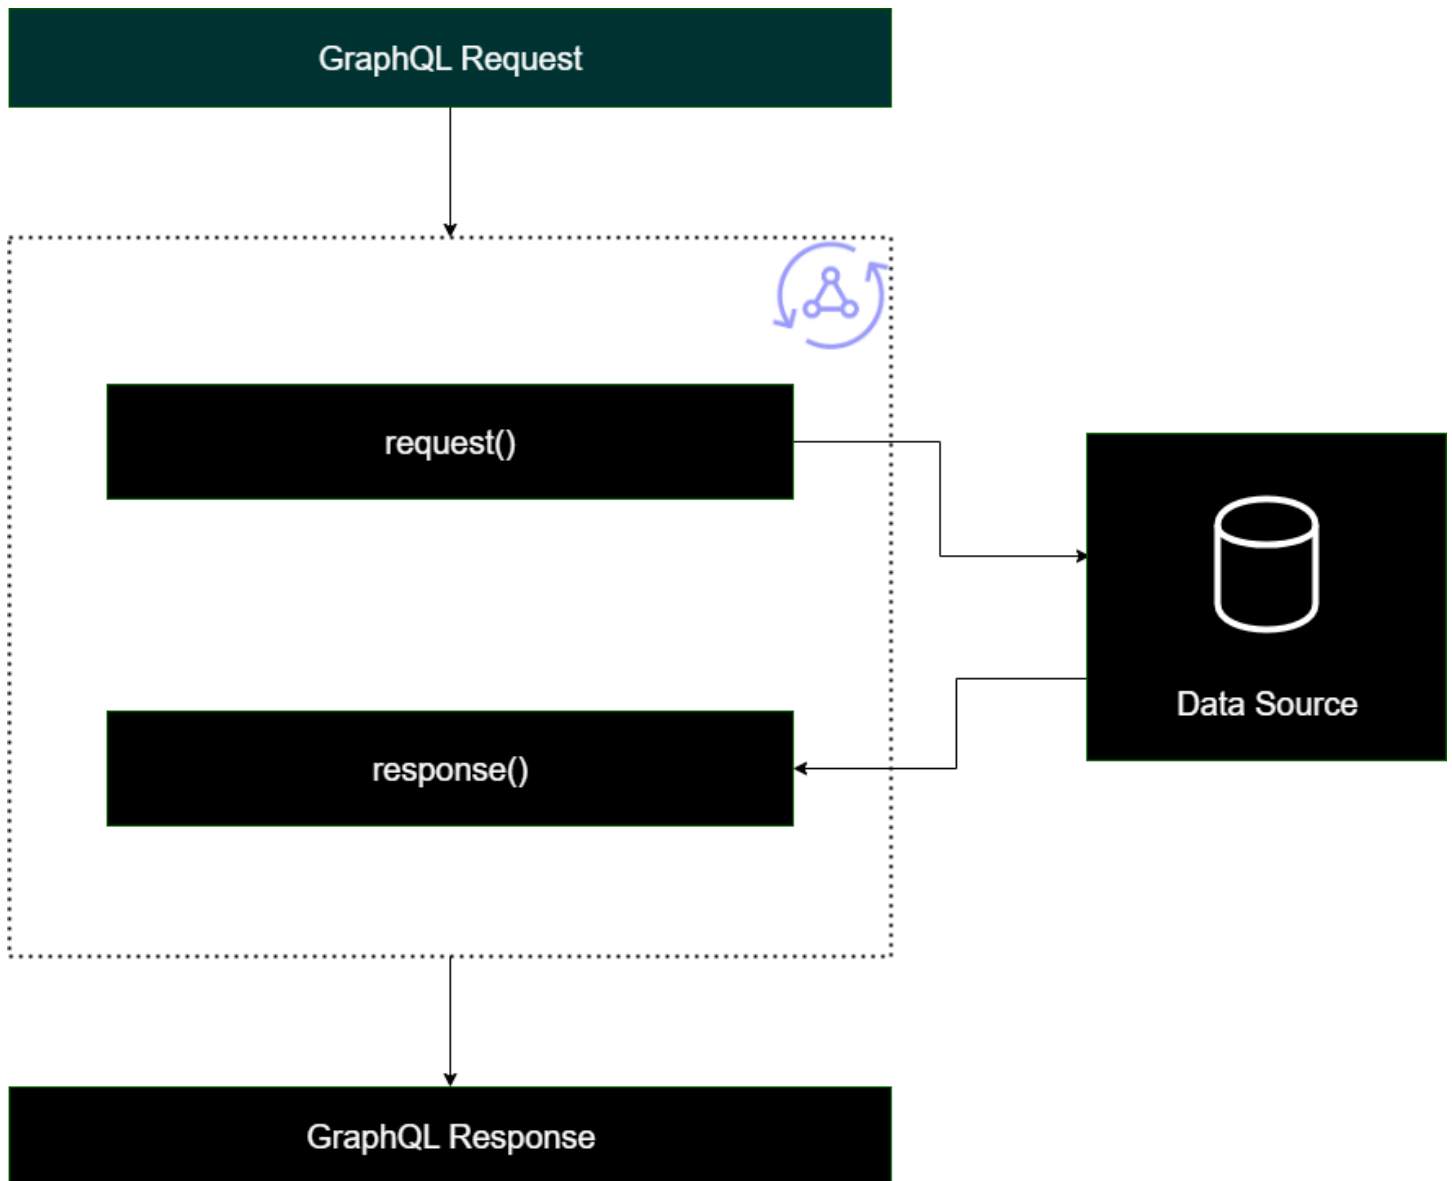 GraphQL Request
request()
Data Source
response()
GraphQL Response